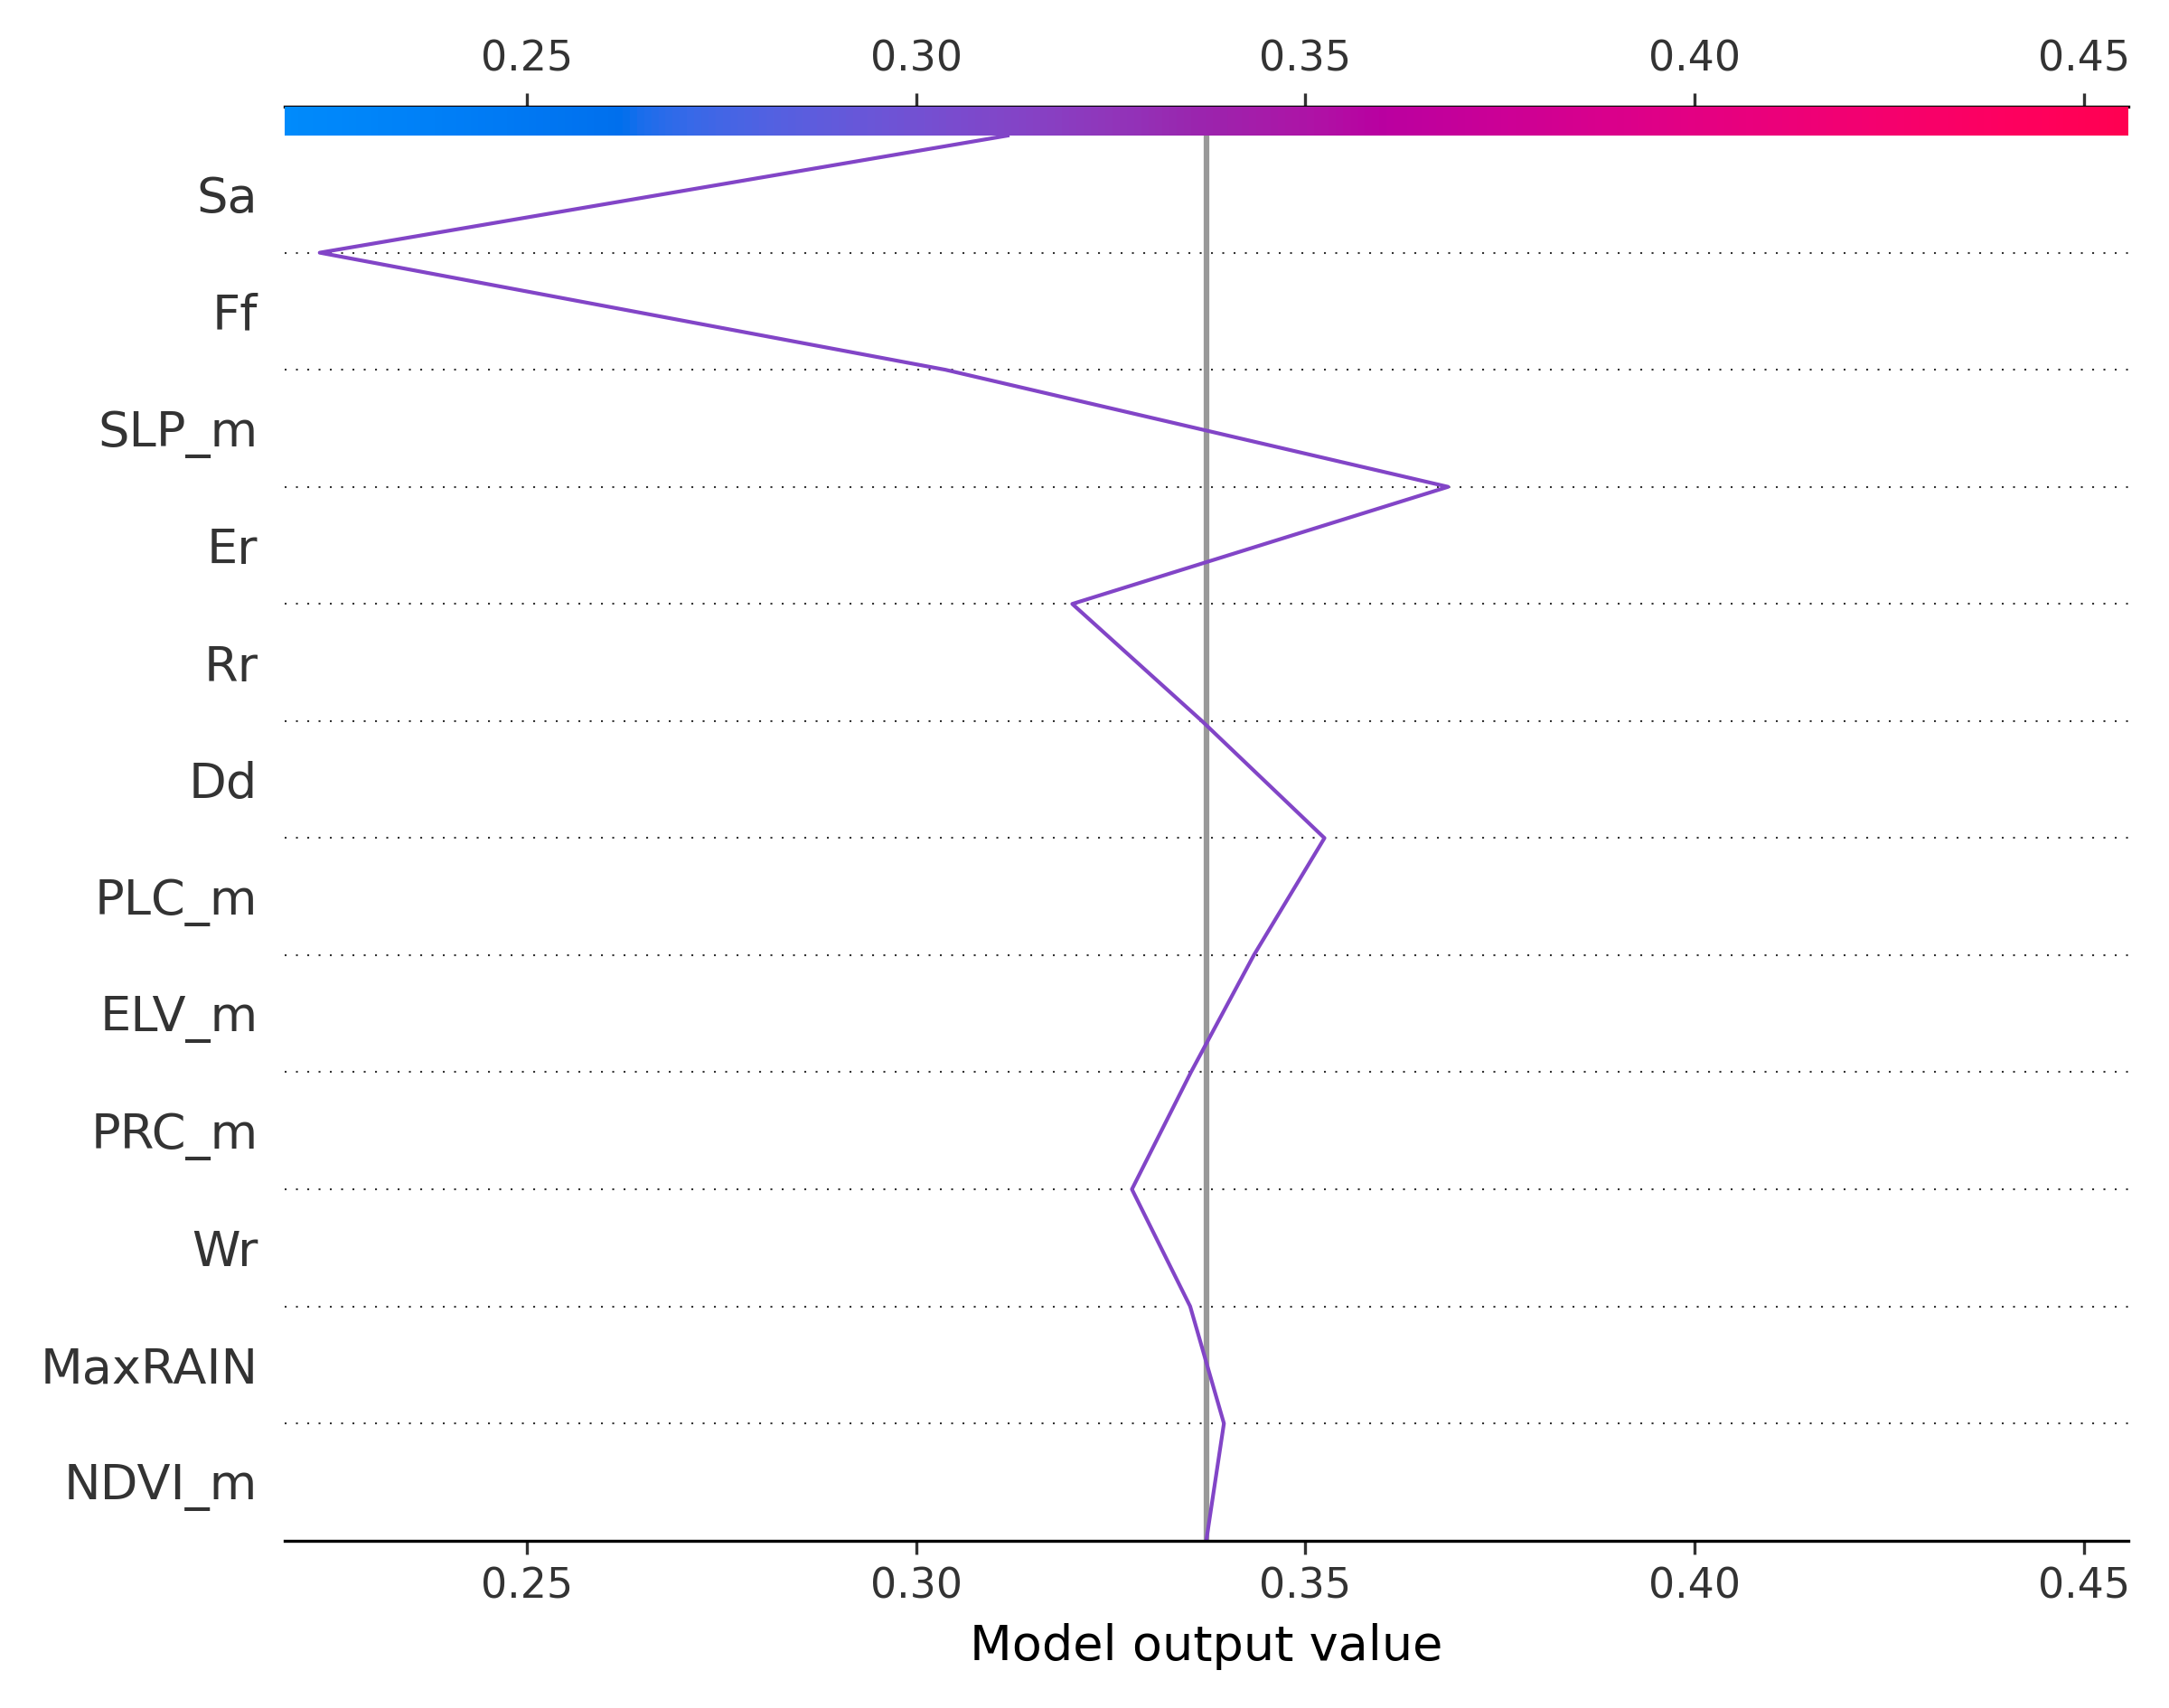 0.25 0.30 0.35 0.40 0.45
Sa
Ff
SLP_m
Er
Rr
Dd
PLC_m
ELV_m
PRC_m
Wr
MaxRAIN
NDVI_m
0.25 0.30 0.35 0.40 0.45
Model output value